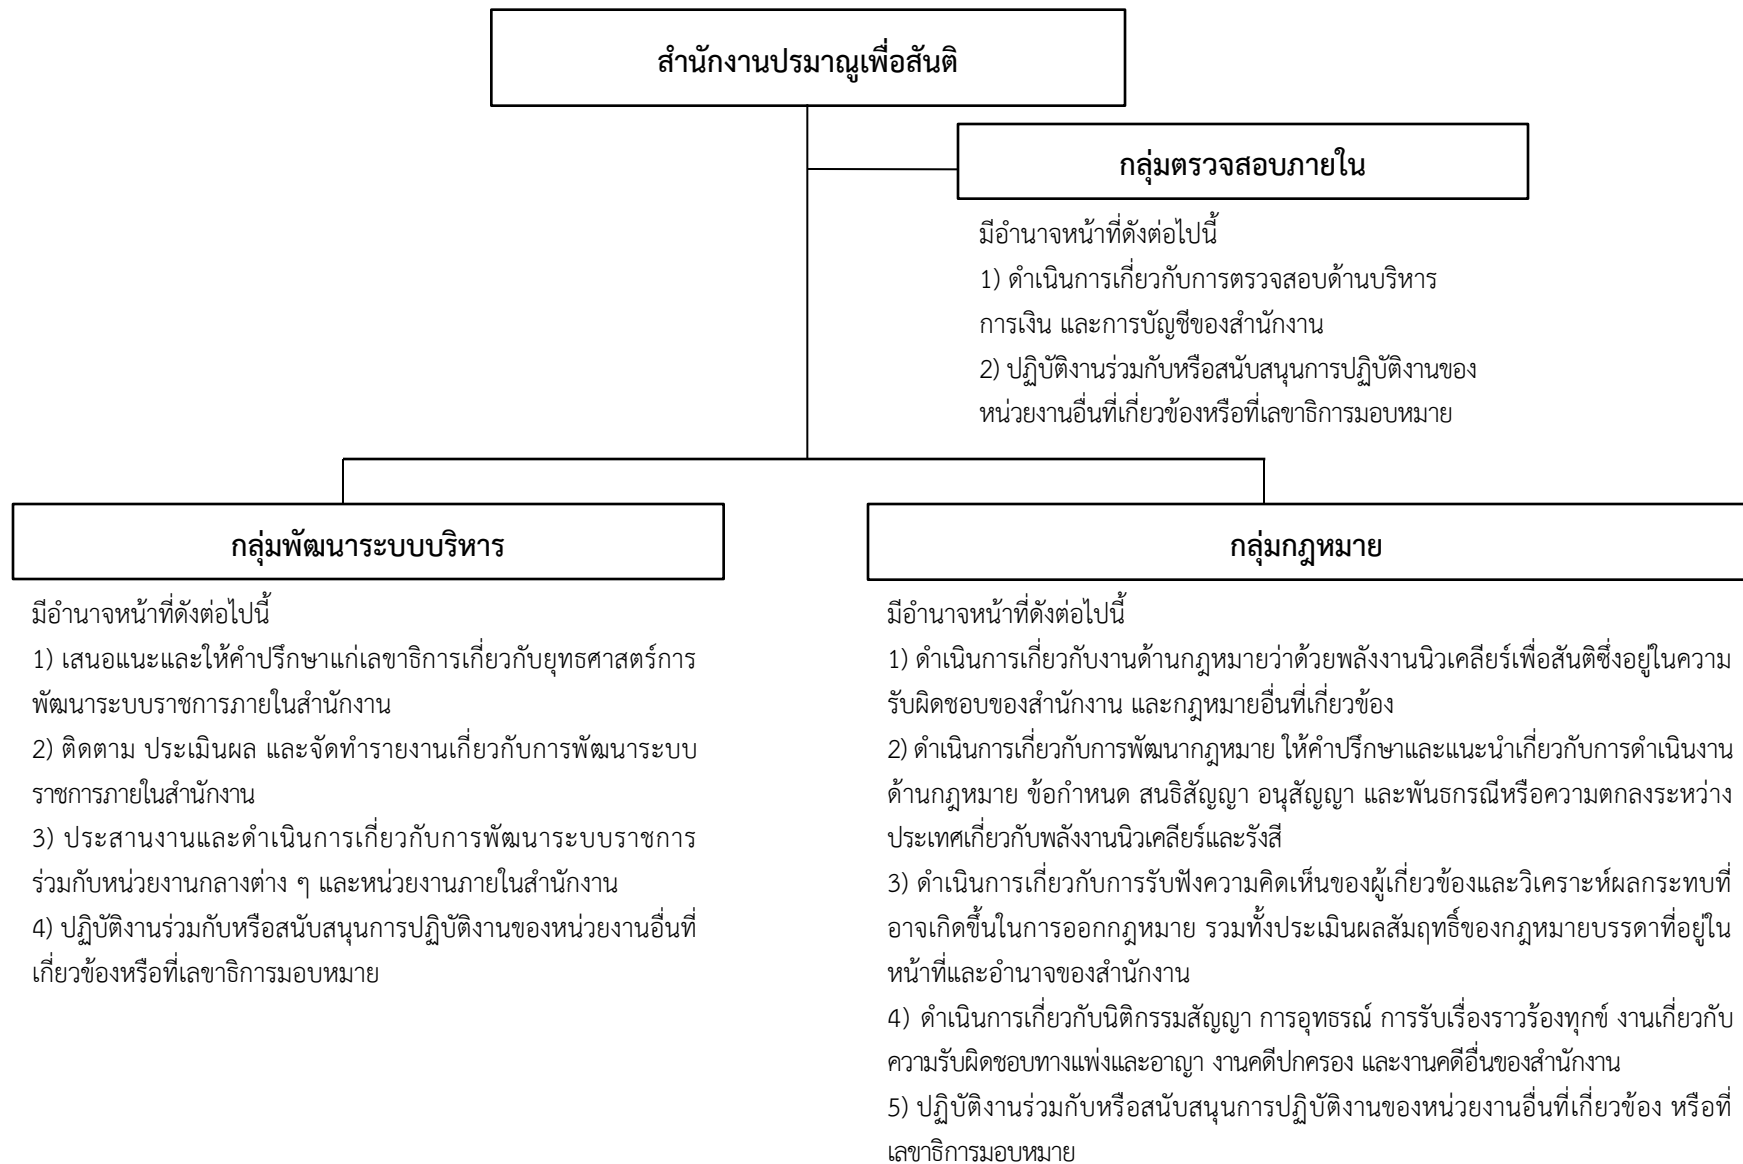 สำนักงานปรมาณูเพื่อสันติ
กลุ่มตรวจสอบภายใน
มีอำนาจหน้าที่ดังต่อไปนี้
1) ดำเนินการเกี่ยวกับการตรวจสอบด้านบริหาร
การเงิน และการบัญชีของสำนักงาน
2) ปฏิบัติงานร่วมกับหรือสนับสนุนการปฏิบัติงานของ
หน่วยงานอื่นที่เกี่ยวข้องหรือที่เลขาธิการมอบหมาย
กลุ่มพัฒนาระบบบริหาร
มีอำนาจหน้าที่ดังต่อไปนี้
1) เสนอแนะและให้คำปรึกษาแก่เลขาธิการเกี่ยวกับยุทธศาสตร์การ
พัฒนาระบบราชการภายในสำนักงาน
2) ติดตาม ประเมินผล และจัดทำรายงานเกี่ยวกับการพัฒนาระบบ
ราชการภายในสำนักงาน
3) ประสานงานและดำเนินการเกี่ยวกับการพัฒนาระบบราชการ
ร่วมกับหน่วยงานกลางต่าง ๆ และหน่วยงานภายในสำนักงาน
4) ปฏิบัติงานร่วมกับหรือสนับสนุนการปฏิบัติงานของหน่วยงานอื่นที่
เกี่ยวข้องหรือที่เลขาธิการมอบหมาย
กลุ่มกฎหมาย
มีอำนาจหน้าที่ดังต่อไปนี้
1) ดำเนินการเกี่ยวกับงานด้านกฎหมายว่าด้วยพลังงานนิวเคลียร์เพื่อสันติซึ่งอยู่ในความ
รับผิดชอบของสำนักงาน และกฎหมายอื่นที่เกี่ยวข้อง
2) ดำเนินการเกี่ยวกับการพัฒนากฎหมาย ให้คำปรึกษาและแนะนำเกี่ยวกับการดำเนินงาน
ด้านกฎหมาย ข้อกำหนด สนธิสัญญา อนุสัญญา และพันธกรณีหรือความตกลงระหว่าง
ประเทศเกี่ยวกับพลังงานนิวเคลียร์และรังสี
3) ดำเนินการเกี่ยวกับการรับฟังความคิดเห็นของผู้เกี่ยวข้องและวิเคราะห์ผลกระทบที่
อาจเกิดขึ้นในการออกกฎหมาย รวมทั้งประเมินผลสัมฤทธิ์ของกฎหมายบรรดาที่อยู่ใน
หน้าที่และอำนาจของสำนักงาน
4) ดำเนินการเกี่ยวกับนิติกรรมสัญญา การอุทธรณ์ การรับเรื่องราวร้องทุกข์ งานเกี่ยวกับ
ความรับผิดชอบทางแพ่งและอาญา งานคดีปกครอง และงานคดีอื่นของสำนักงาน
5) ปฏิบัติงานร่วมกับหรือสนับสนุนการปฏิบัติงานของหน่วยงานอื่นที่เกี่ยวข้อง หรือที่
เลขาธิการมอบหมาย